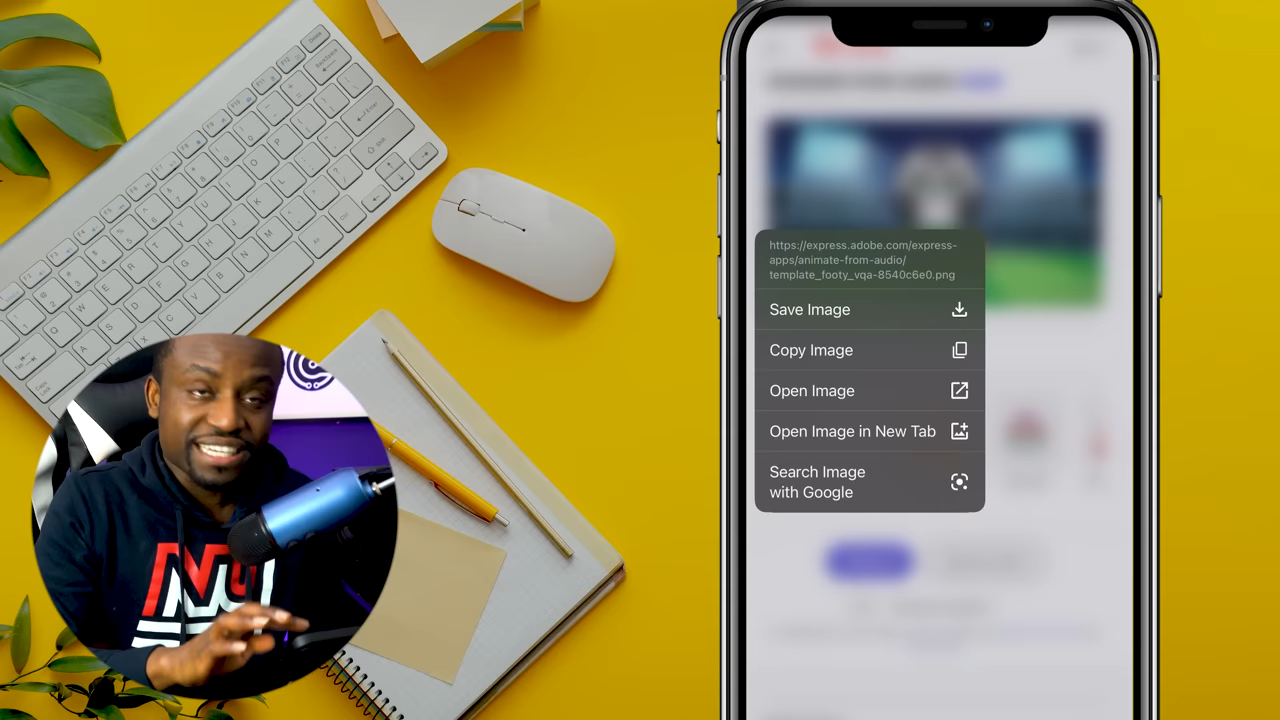 https://express.adobe.com/express-
apps/animate-from-audio/
template_footy_vqa-8540c6e0.png
Save Image
Copy Image
Open Image
Open Image in New Tab
Search Image
with Google